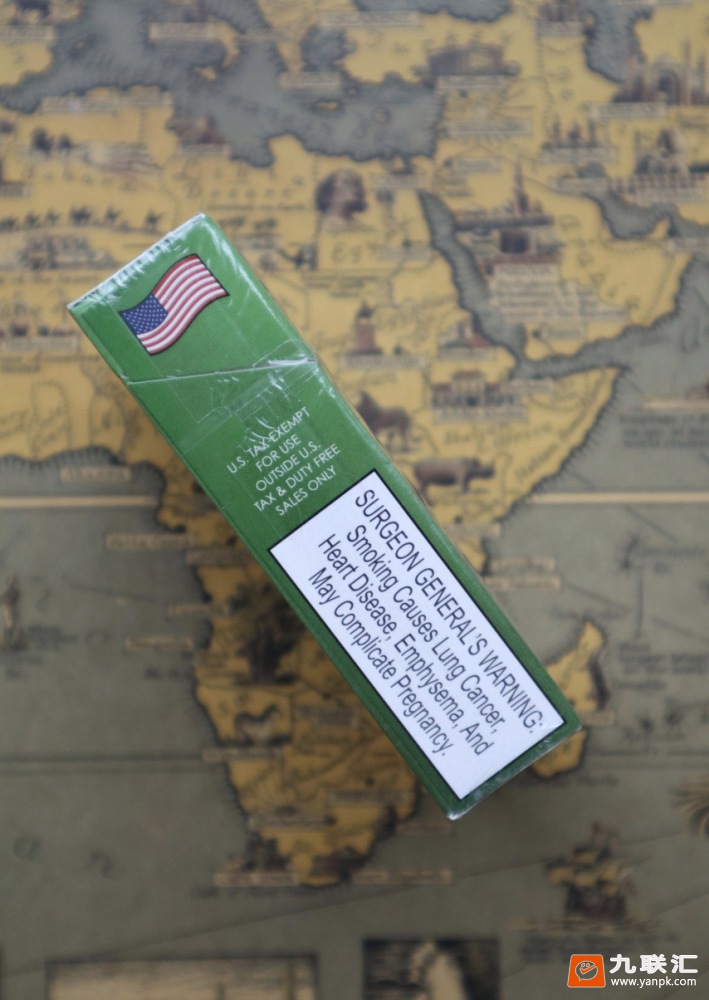 U.S. TAX-EXEMPT
FOR USE
OUTSIDE U.S.
TAX & DUTY FREE
SALES ONLY
SURGEON GENERAL'S WARNING:
Smoking Causes Lung Cancer,
Heart Disease, Emphysema, And
May Complicate Pregnancy.
九联汇
www.yanpk.com